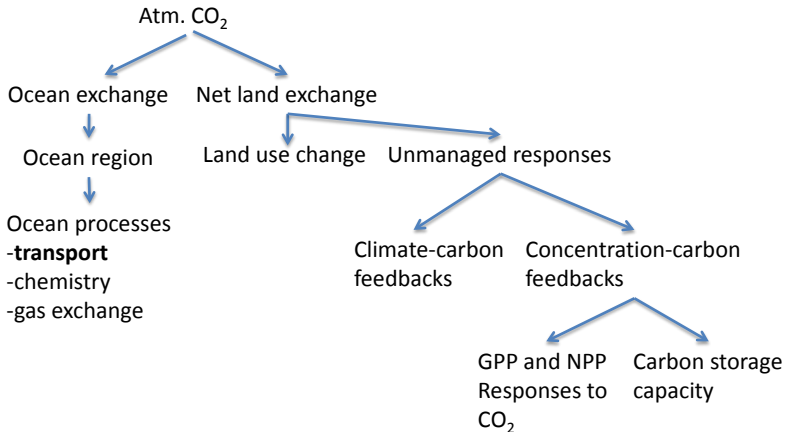 Atm. CO₂
Ocean exchange
Net land exchange
Ocean region
Land use change
Unmanaged responses
Ocean processes
-transport
-chemistry
-gas exchange
Climate-carbon
feedbacks
Concentration-carbon
feedbacks
GPP and NPP
Responses to
CO₂
Carbon storage
capacity